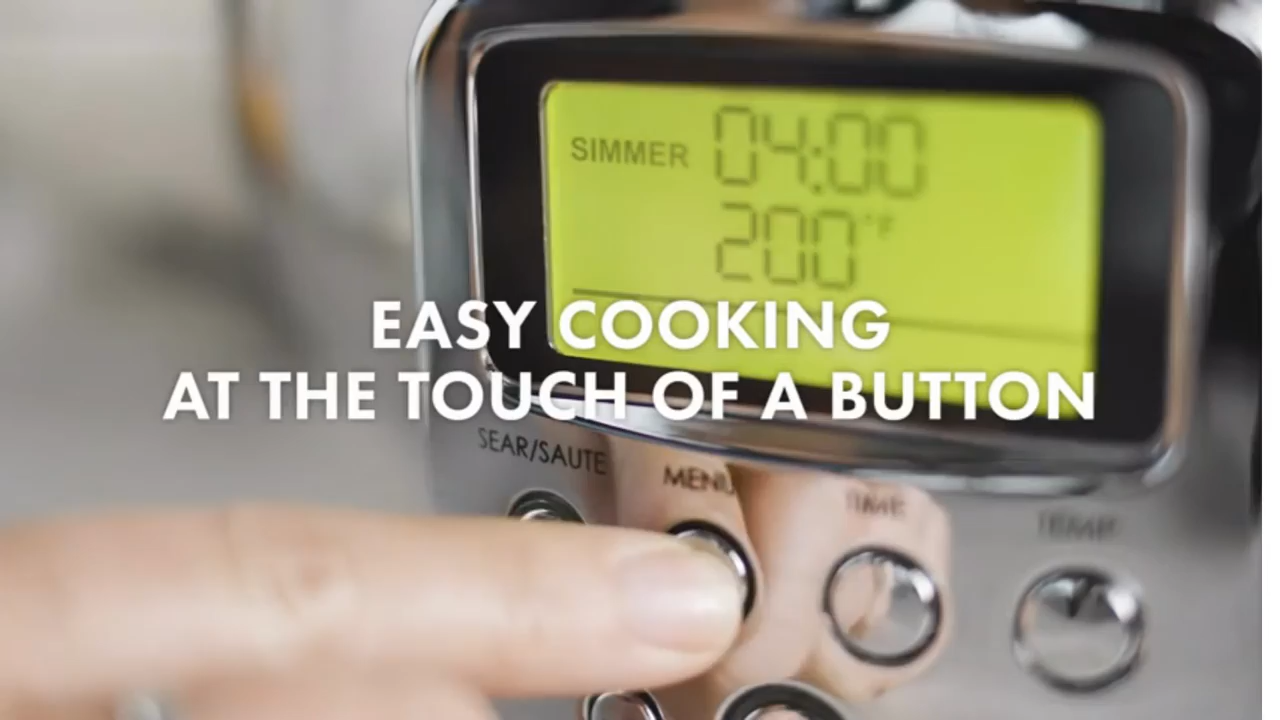 SIMMER 04:00
200°F
EASY COOKING
AT THE TOUCH OF A BUTTON
SEAR/SAUTE
MENU
TIME
TEMP